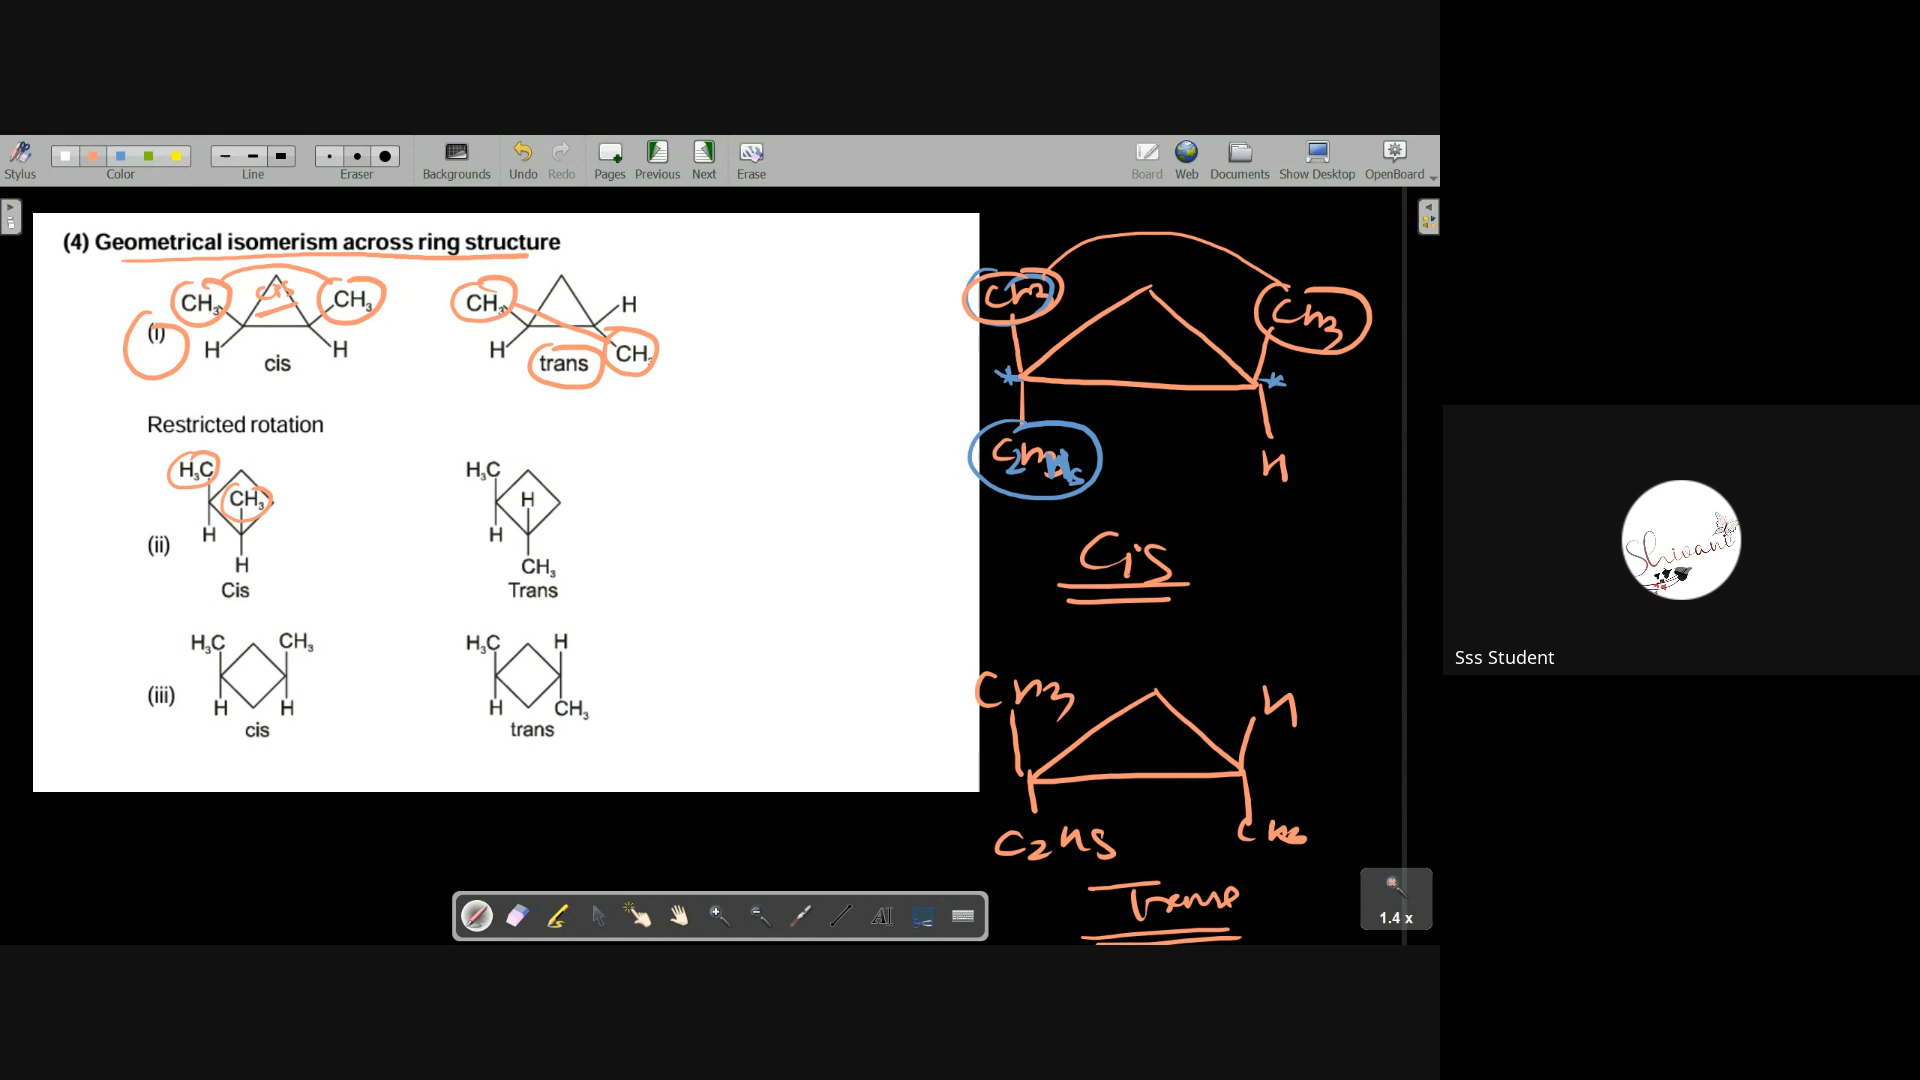 Stylus Color Line Eraser Backgrounds Undo Redo Pages Previous Next Erase Board Web Documents Show Desktop OpenBoard
(4) Geometrical isomerism across ring structure
CH₃ cis CH₃ CH₃ H
(i)
H H H CH₃
cis trans
Restricted rotation
H₃C H₃C
CH₃ H
H H
(ii)
H CH₃
Cis Trans
H₃C CH₃ H₃C H
(iii)
H H H CH₃
cis trans
CH3 CH3
H
Cis
CH3 H
C2H5
Trans
1.4 x
Shivani
Sss Student